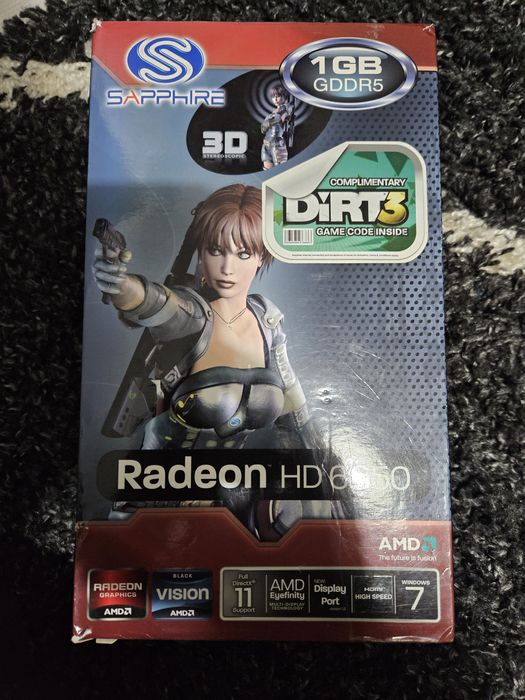 SAPPHIRE
1GB
GDDR5
3D
STEREOSCOPIC
COMPLIMENTARY
DiRT3
GAME CODE INSIDE
Radeon HD
AMD
The future is fusion
RADEON
GRAPHICS
AMD
BLACK
VISION
AMD
Full
DirectX®
11
Support
AMD
Eyefinity
MULTI-DISPLAY
TECHNOLOGY
NEW
Display
Port
HDMI
HIGH SPEED
WINDOWS
7